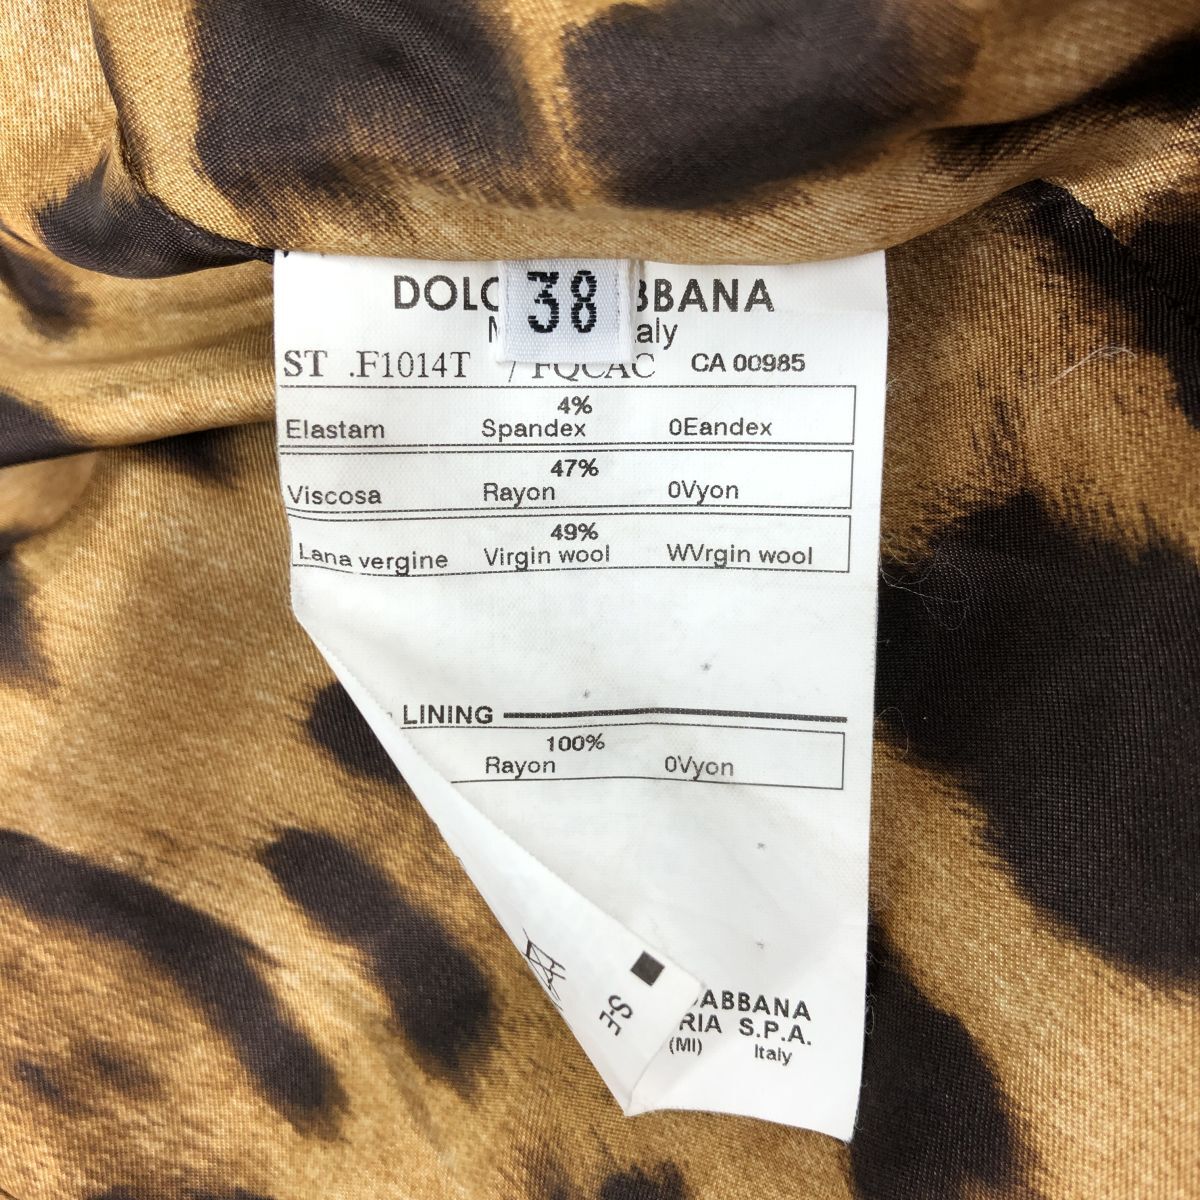 38
DOLC BBANA
aly
ST .F1014T / FQCAC CA 00985
4%
Elastam Spandex 0Eandex
47%
Viscosa Rayon 0Vyon
49%
Lana vergine Virgin wool WVrgin wool
LINING
100%
Rayon 0Vyon
S-E
ABBANA
RIA S.P.A.
(MI) Italy